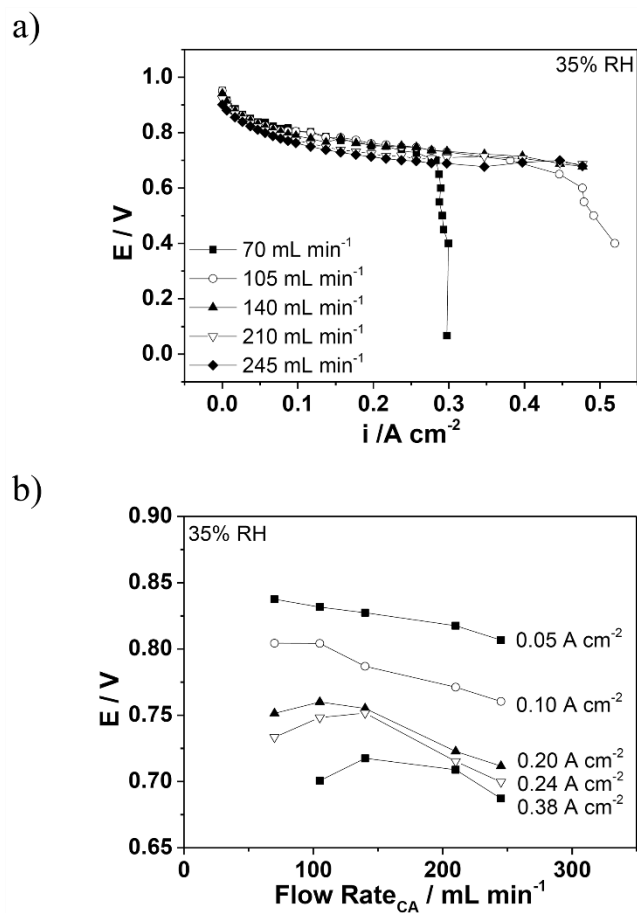 a)
35% RH
1.0
0.8
0.6
0.4
0.2
0.0
E / V
70 mL min⁻¹
105 mL min⁻¹
140 mL min⁻¹
210 mL min⁻¹
245 mL min⁻¹
0.0 0.1 0.2 0.3 0.4 0.5
i /A cm⁻²
b)
35% RH
0.90
0.85
0.80
0.75
0.70
0.65
E / V
0.05 A cm⁻²
0.10 A cm⁻²
0.20 A cm⁻²
0.24 A cm⁻²
0.38 A cm⁻²
0 100 200 300
Flow Rate_CA / mL min⁻¹